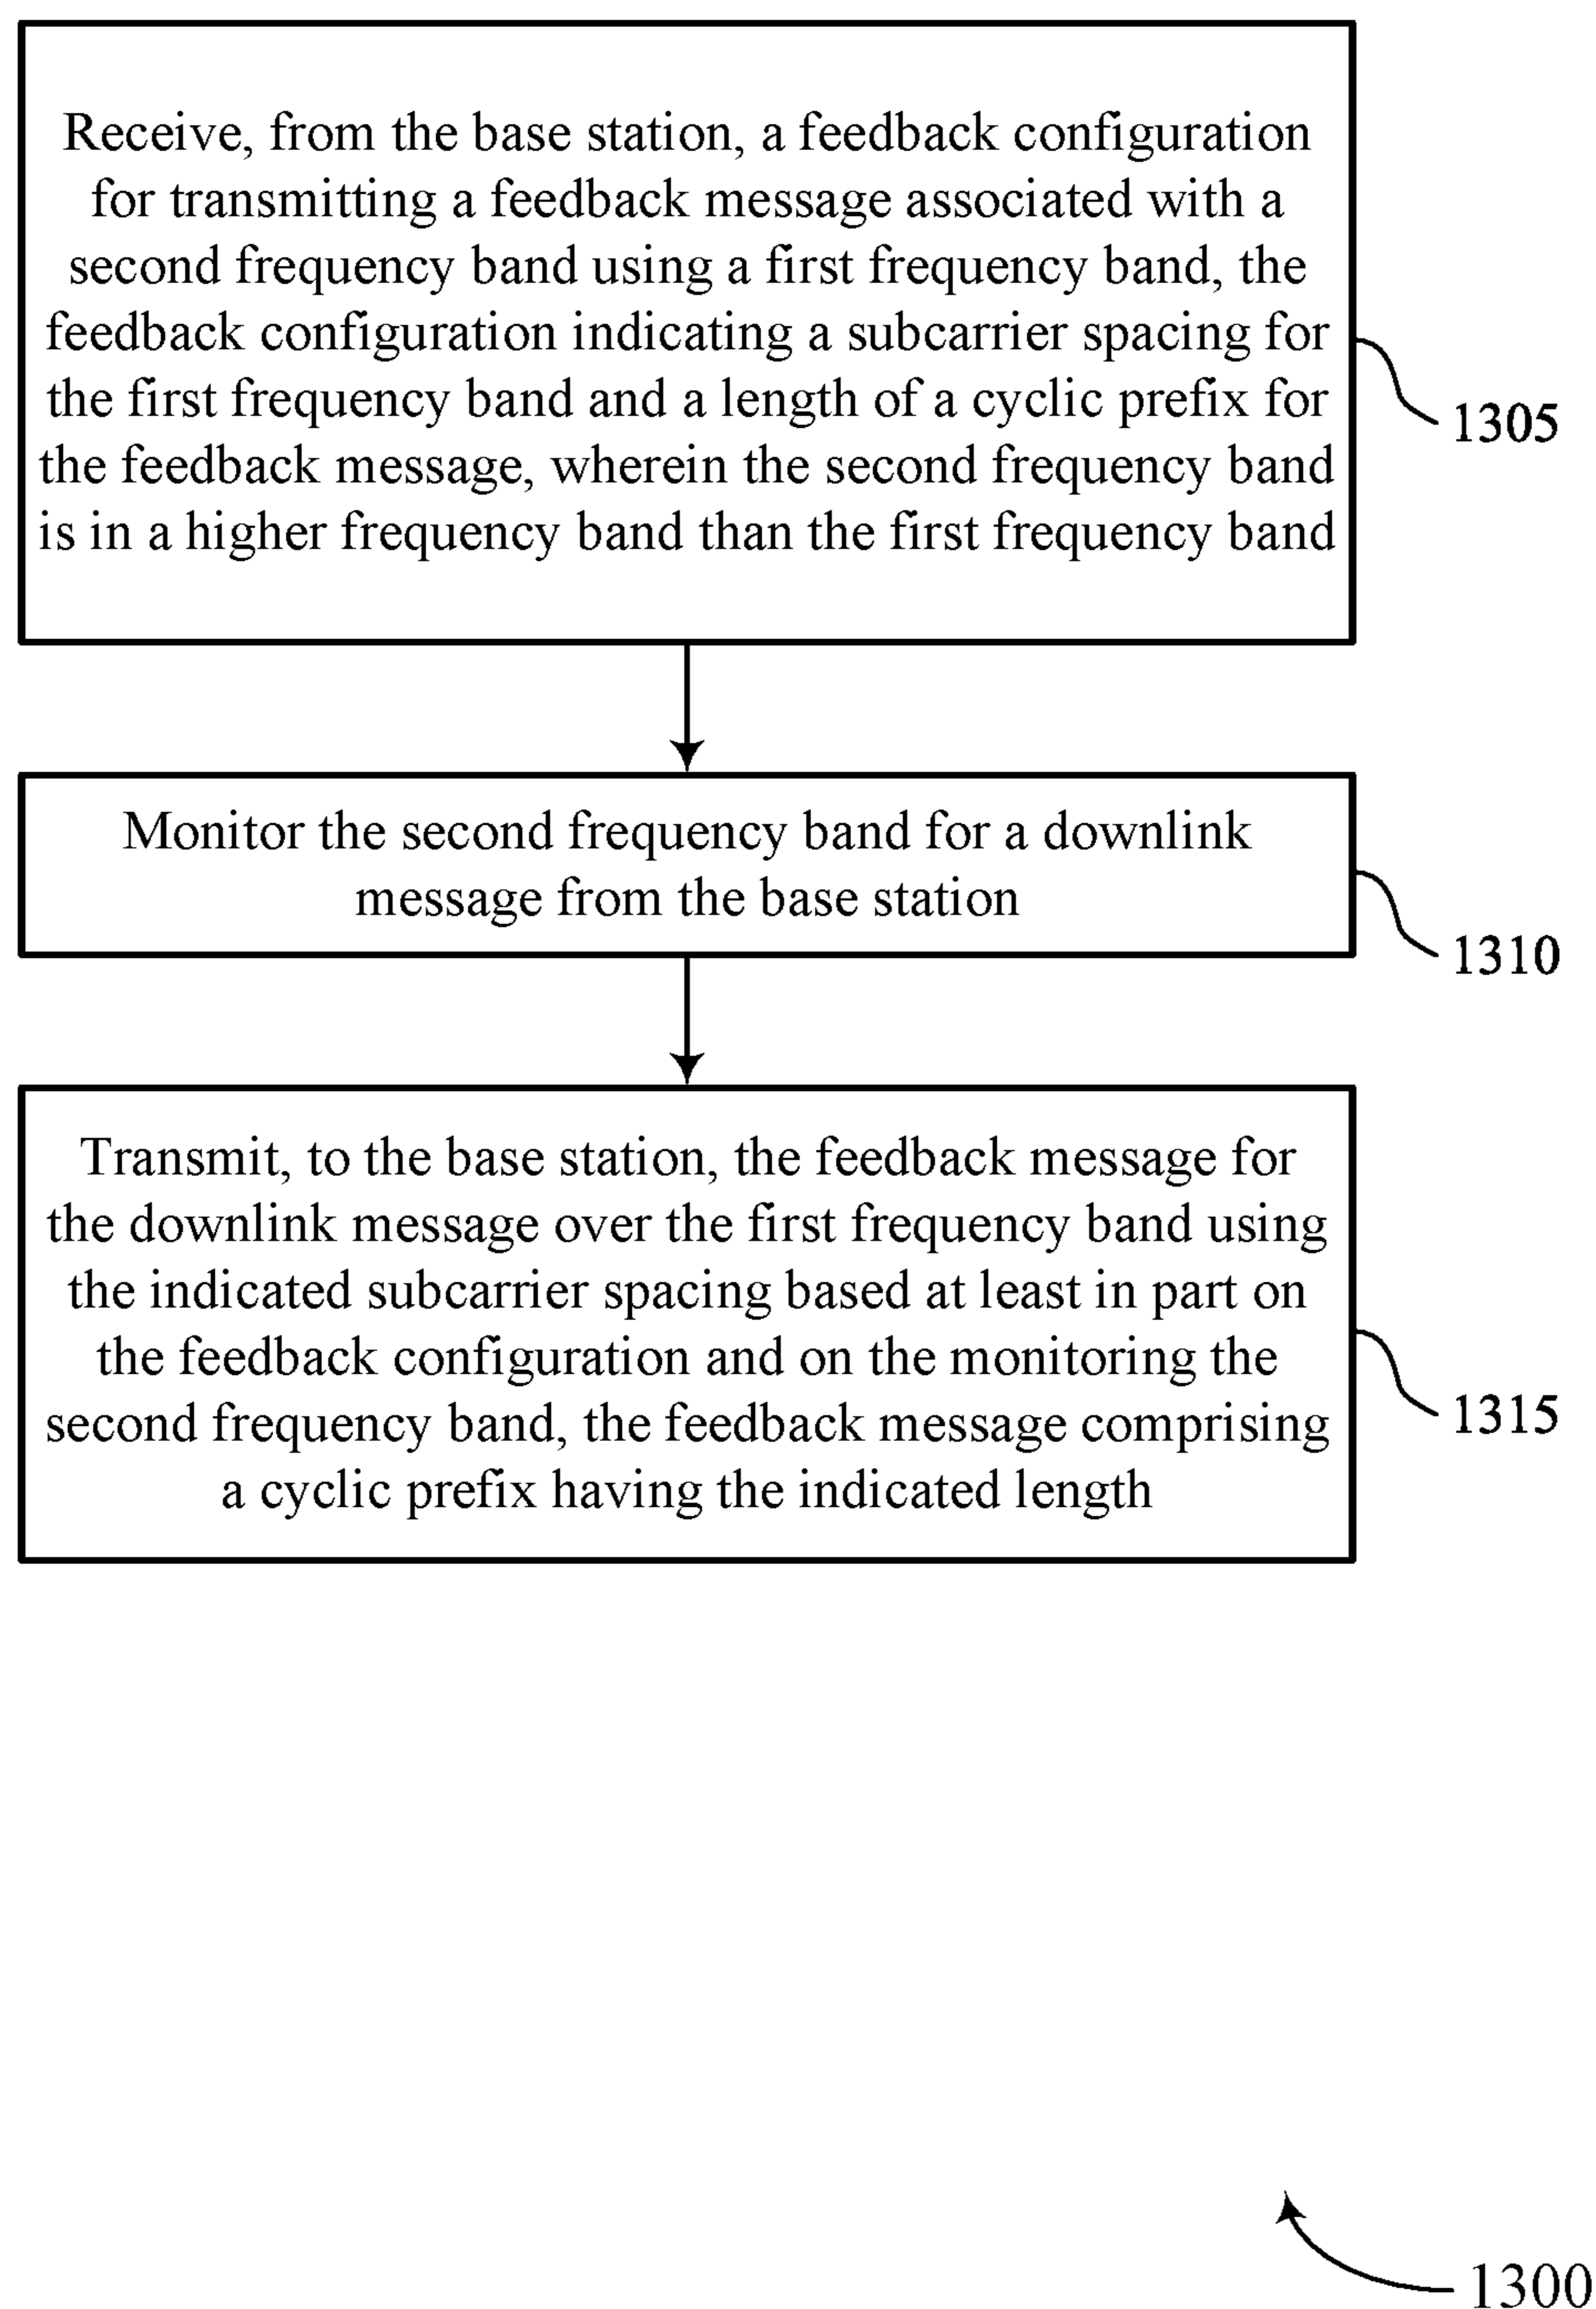 Receive, from the base station, a feedback configuration
for transmitting a feedback message associated with a
second frequency band using a first frequency band, the
feedback configuration indicating a subcarrier spacing for
the first frequency band and a length of a cyclic prefix for
the feedback message, wherein the second frequency band
is in a higher frequency band than the first frequency band
1305
Monitor the second frequency band for a downlink
message from the base station
1310
Transmit, to the base station, the feedback message for
the downlink message over the first frequency band using
the indicated subcarrier spacing based at least in part on
the feedback configuration and on the monitoring the
second frequency band, the feedback message comprising
a cyclic prefix having the indicated length
1315
1300